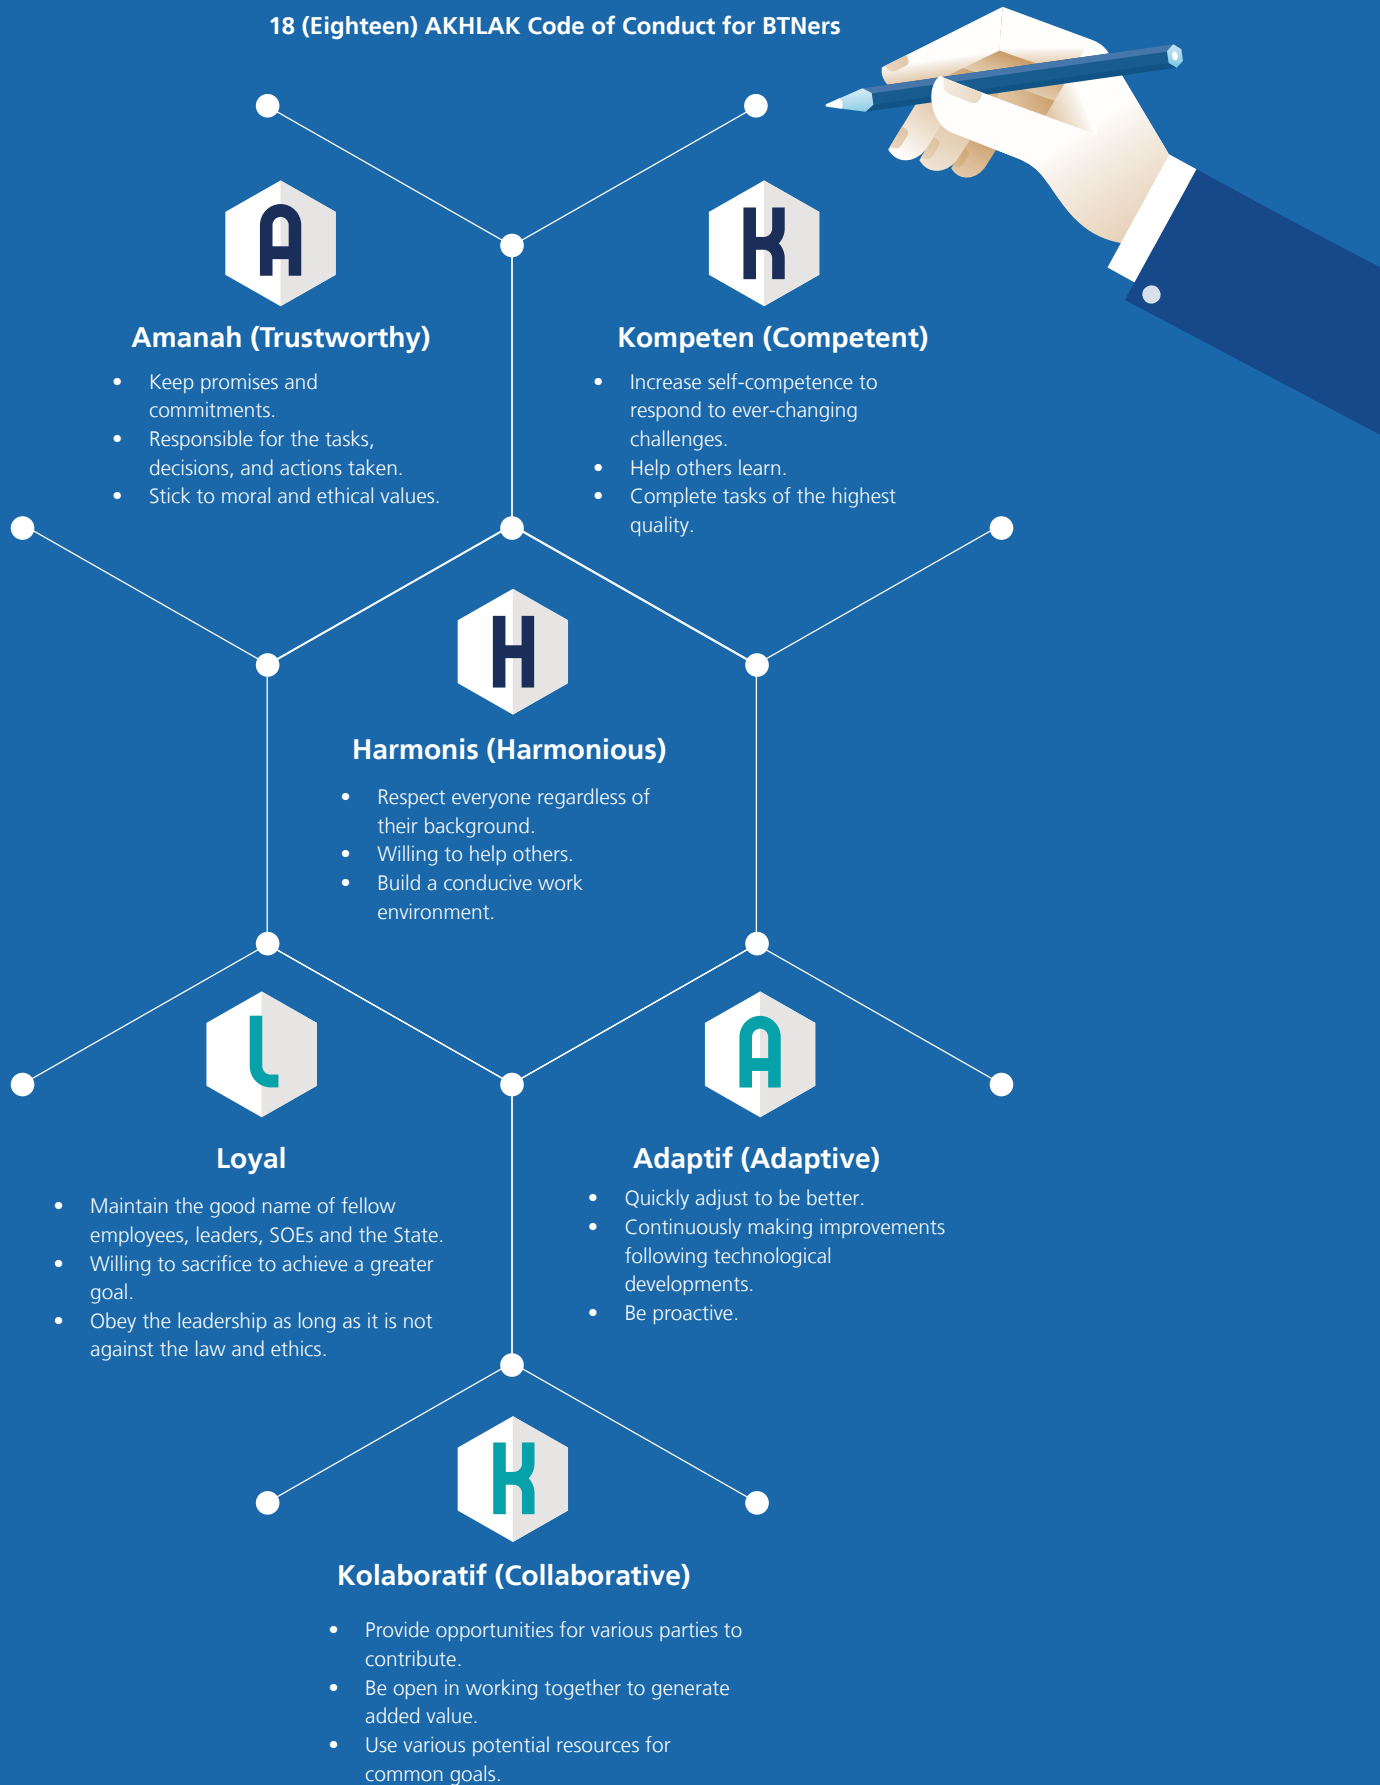 18 (Eighteen) AKHLAK Code of Conduct for BTNers
A
Amanah (Trustworthy)
• Keep promises and
commitments.
• Responsible for the tasks,
decisions, and actions taken.
• Stick to moral and ethical values.
K
Kompeten (Competent)
• Increase self-competence to
respond to ever-changing
challenges.
• Help others learn.
• Complete tasks of the highest
quality.
H
Harmonis (Harmonious)
• Respect everyone regardless of
their background.
• Willing to help others.
• Build a conducive work
environment.
L
Loyal
• Maintain the good name of fellow
employees, leaders, SOEs and the State.
• Willing to sacrifice to achieve a greater
goal.
• Obey the leadership as long as it is not
against the law and ethics.
A
Adaptif (Adaptive)
• Quickly adjust to be better.
• Continuously making improvements
following technological
developments.
• Be proactive.
K
Kolaboratif (Collaborative)
• Provide opportunities for various parties to
contribute.
• Be open in working together to generate
added value.
• Use various potential resources for
common goals.